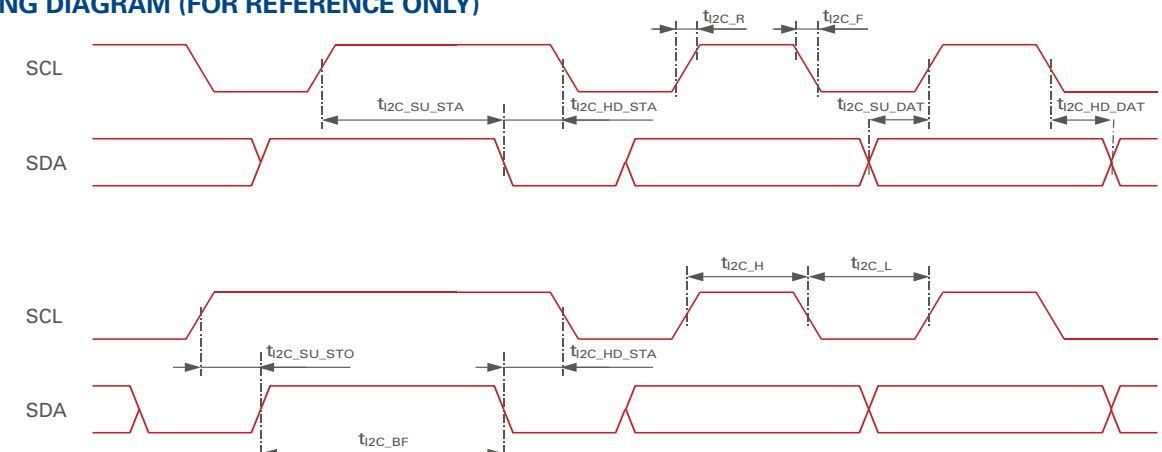 NG DIAGRAM (FOR REFERENCE ONLY)
tI2C_R tI2C_F
SCL
tI2C_SU_STA tI2C_HD_STA tI2C_SU_DAT tI2C_HD_DAT
SDA
tI2C_H tI2C_L
SCL
tI2C_SU_STO tI2C_HD_STA
SDA
tI2C_BF